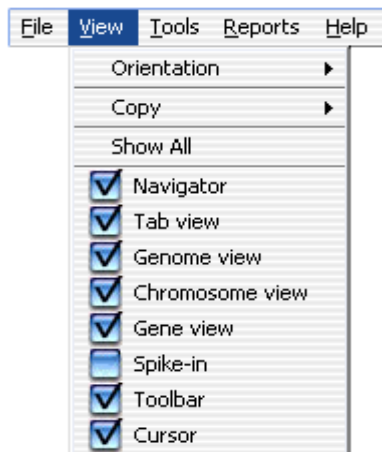 File View Tools Reports Help
Orientation
Copy
Show All
Navigator
Tab view
Genome view
Chromosome view
Gene view
Spike-in
Toolbar
Cursor